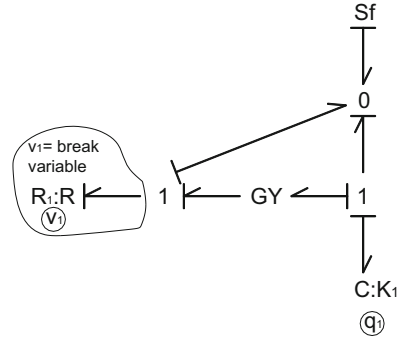 Sf
0
v₁= break
variable
R₁:R 1 GY 1
v₁
C:K₁
q₁